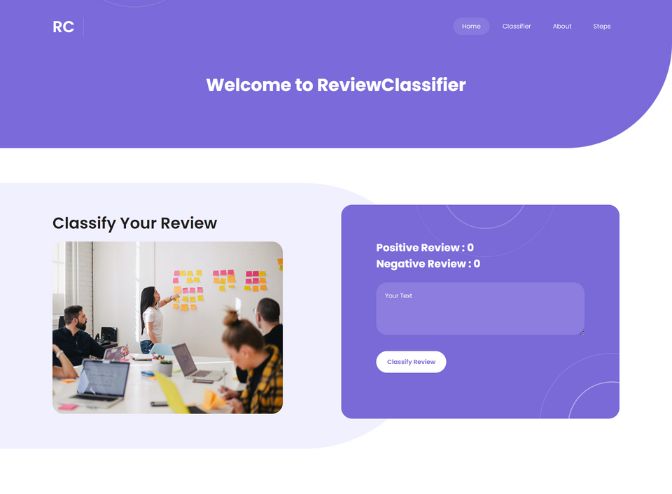 RC
Home
Classifier
About
Steps
Welcome to ReviewClassifier
Classify Your Review
Positive Review : 0
Negative Review : 0
Your Text
Classify Review